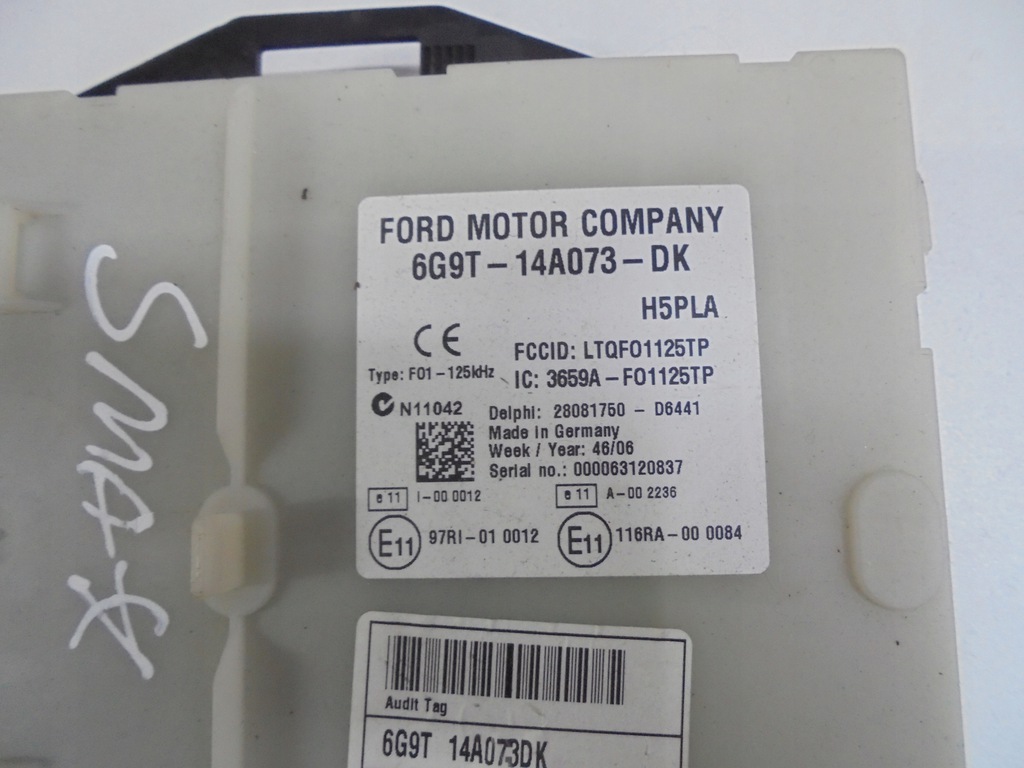 FORD MOTOR COMPANY
6G9T-14A073-DK
H5PLA
CE
FCCID: LTQFO1125TP
Type: F01-125kHz
IC: 3659A-FO1125TP
N11042
Delphi: 28081750 - D6441
Made in Germany
Week / Year: 46/06
Serial no.: 000063120837
e 11 I-00 0012
e 11 A-00 2236
E11 97RI-01 0012
E11 116RA-00 0084
Audit Tag
6G9T 14A073DK
SMA-X